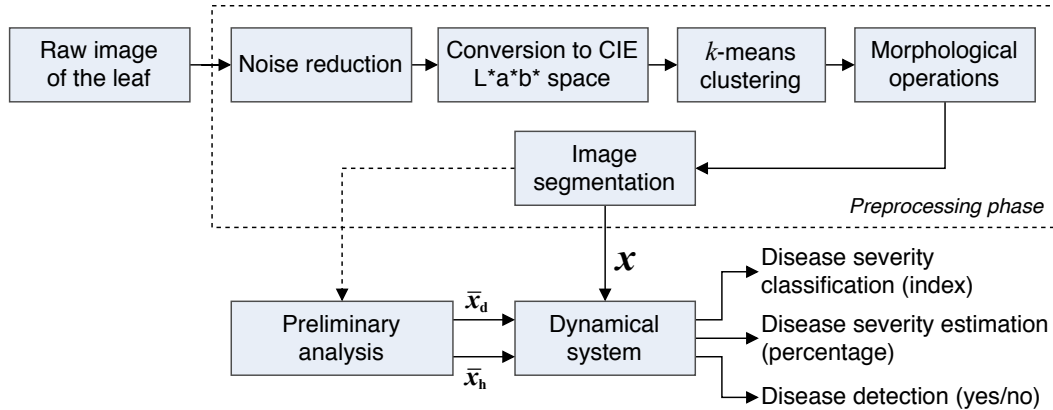 Raw image
of the leaf
Noise reduction
Conversion to CIE
L*a*b* space
k-means
clustering
Morphological
operations
Image
segmentation
Preprocessing phase
x
Preliminary
analysis
x̄d
x̄h
Dynamical
system
Disease severity
classification (index)
Disease severity estimation
(percentage)
Disease detection (yes/no)